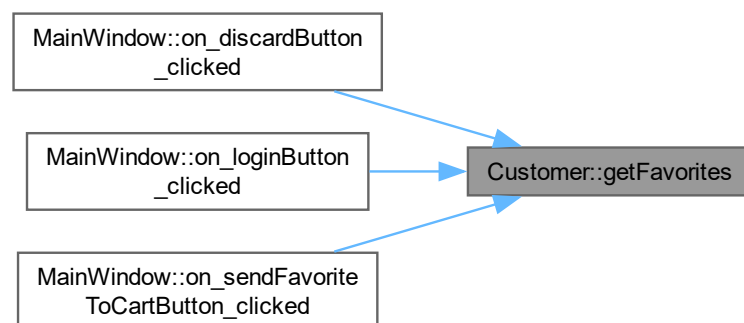 MainWindow::on_discardButton
_clicked
MainWindow::on_loginButton
_clicked
Customer::getFavorites
MainWindow::on_sendFavorite
ToCartButton_clicked